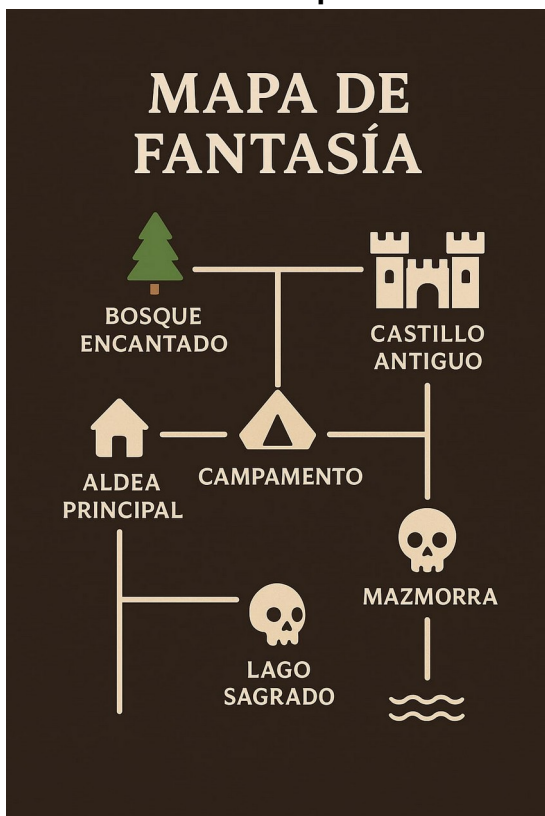 MAPA DE
FANTASÍA
BOSQUE
ENCANTADO
CASTILLO
ANTIGUO
ALDEA
PRINCIPAL
CAMPAMENTO
MAZMORRA
LAGO
SAGRADO